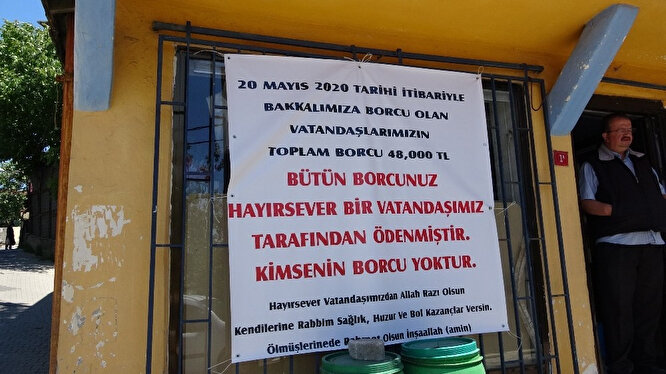 20 MAYIS 2020 TARİHİ İTİBARİYLE
BAKKALIMIZA BORCU OLAN
VATANDAŞLARIMIZIN
TOPLAM BORCU 48,000 TL
BÜTÜN BORCUNUZ
HAYIRSEVER BİR VATANDAŞIMIZ
TARAFINDAN ÖDENMİŞTİR.
KİMSENİN BORCU YOKTUR.
Hayırsever Vatandaşımızdan Allah Razı Olsun
Kendilerine Rabbim Sağlık, Huzur Ve Bol Kazançlar Versin.
Ölmüşlerinede Rahmet Olsun İnşaallah (amin)